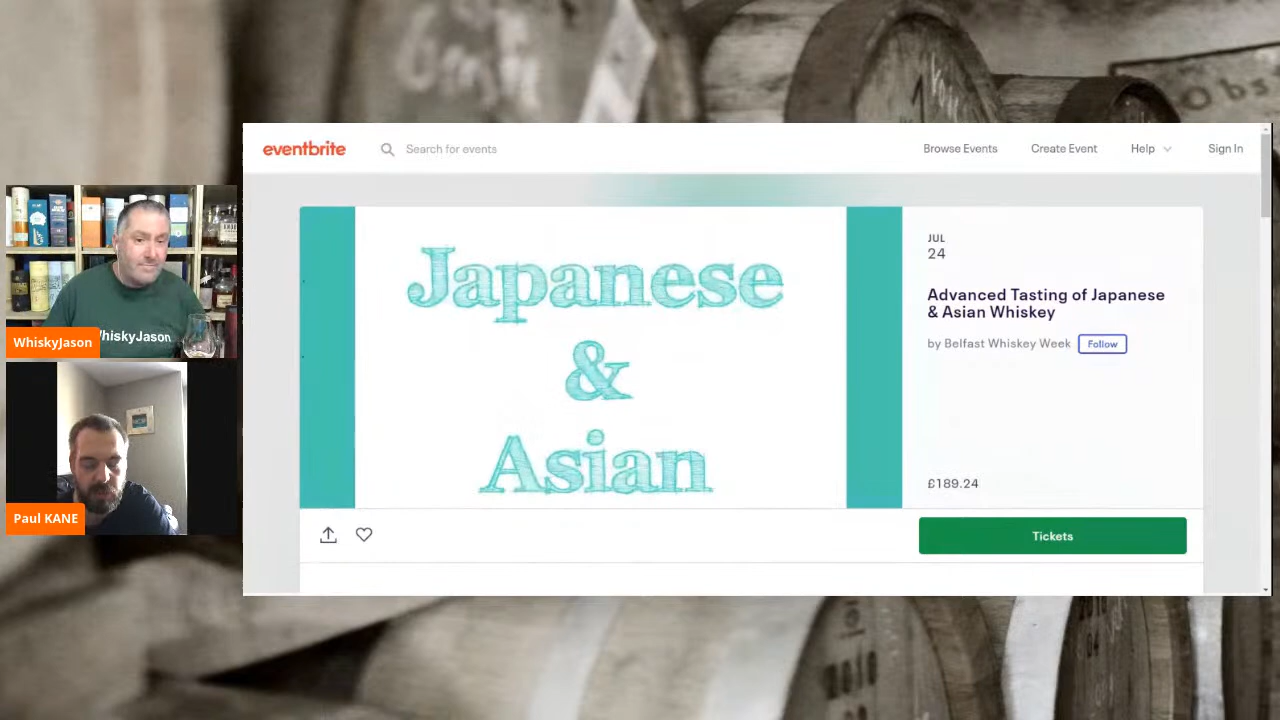 eventbrite
Search for events
Browse Events
Create Event
Help
Sign In
Japanese
&
Asian
JUL
24
Advanced Tasting of Japanese
& Asian Whiskey
by Belfast Whiskey Week
Follow
£189.24
Tickets
WhiskyJason
WhiskyJason
Paul KANE